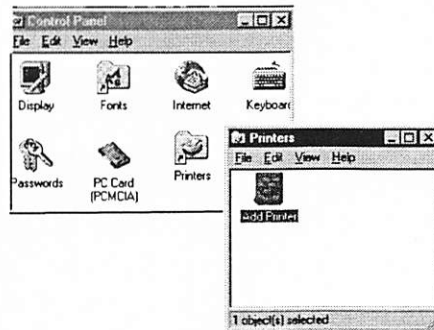 Control Panel
File Edit View Help
Display Fonts Internet Keyboar
Passwords PC Card (PCMCIA) Printers
Printers
File Edit View Help
Add Printer
1 object(s) selected